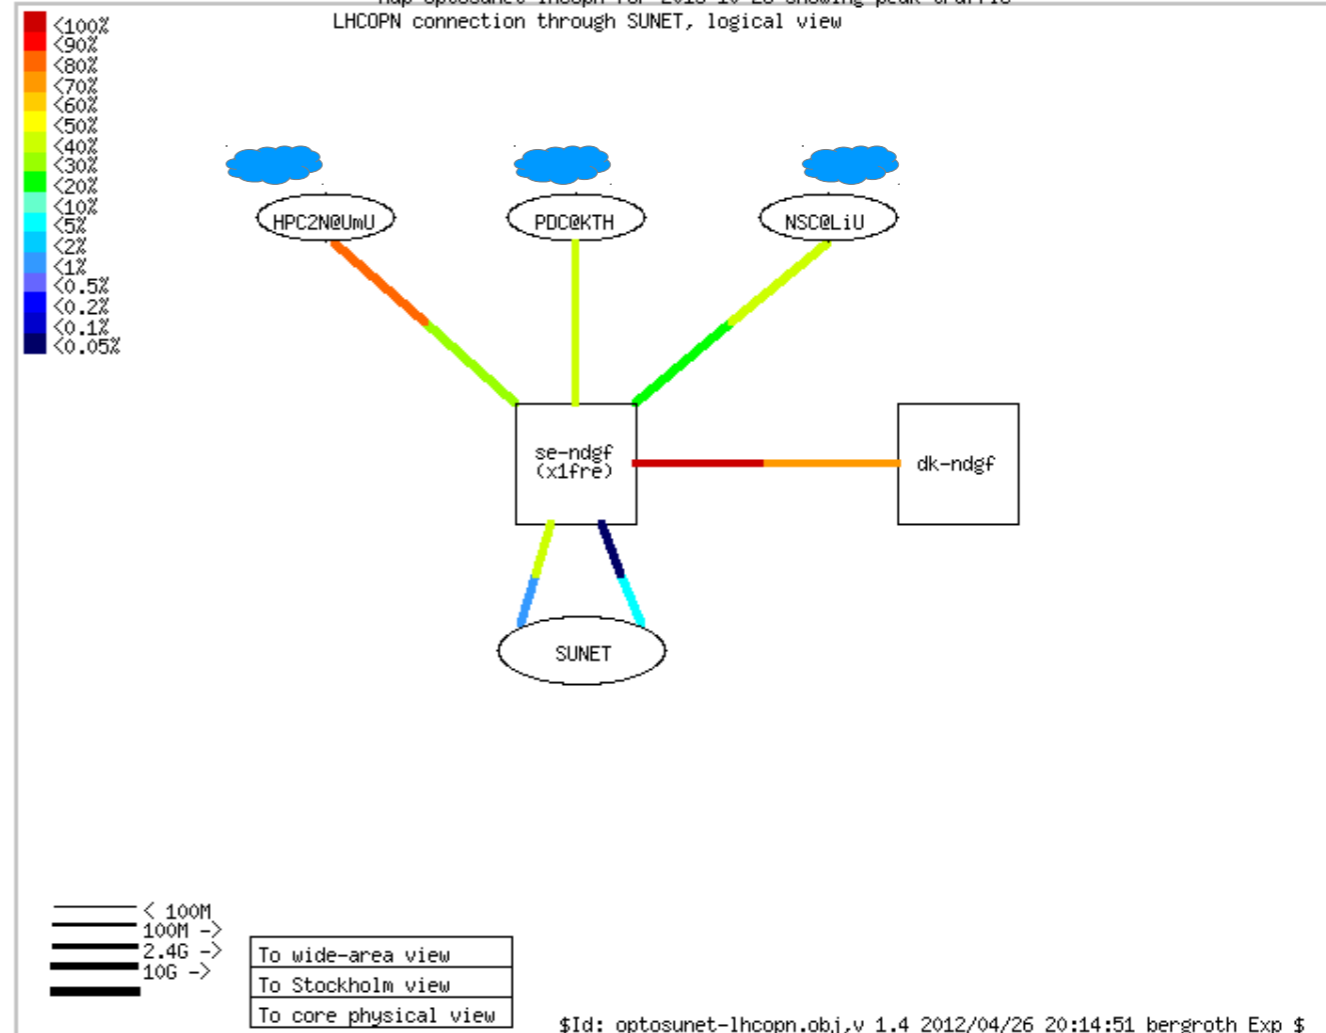 LHCOPN connection through SUNET, logical view
<100%
<90%
<80%
<70%
<60%
<50%
<40%
<30%
<20%
<10%
<5%
<2%
<1%
<0.5%
<0.2%
<0.1%
<0.05%
HPC2N@UmU
PDC@KTH
NSC@LiU
se-ndgf
(x1fre)
dk-ndgf
SUNET
< 100M
100M ->
2.4G ->
10G ->
To wide-area view
To Stockholm view
To core physical view
$Id: optosunet-lhcopn.obj,v 1.4 2012/04/26 20:14:51 bergroth Exp $